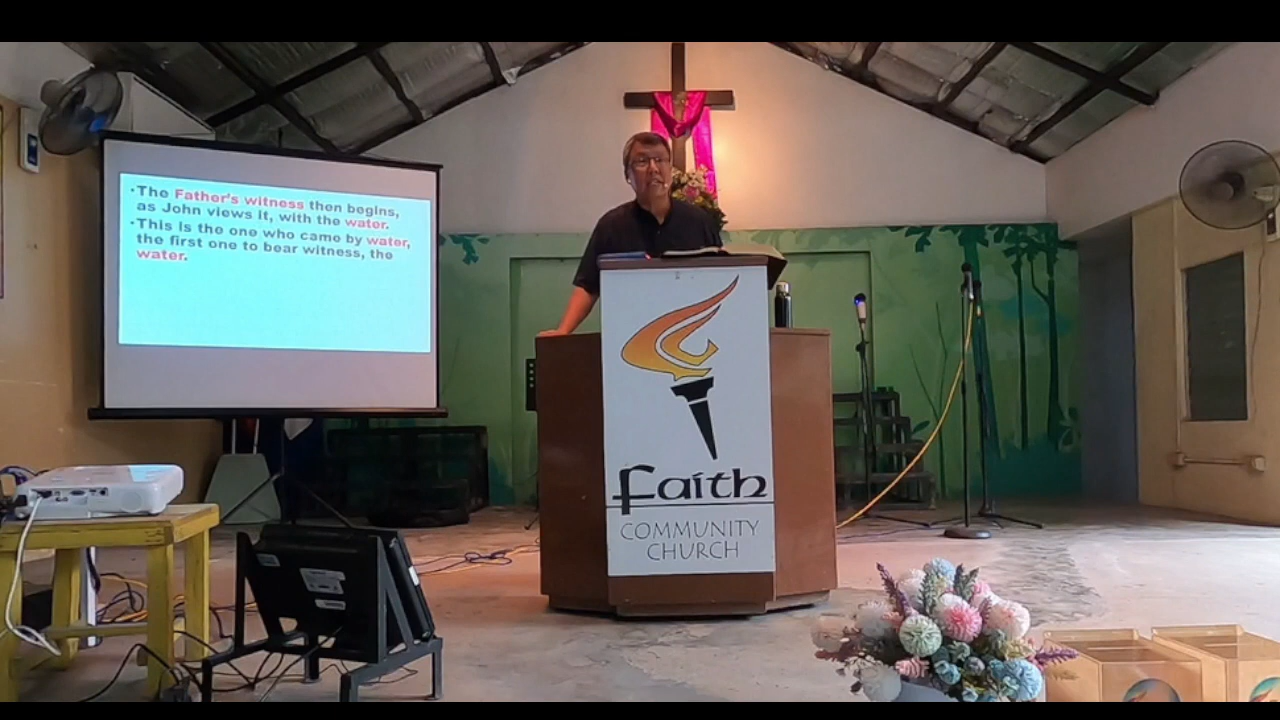 •The Father's witness then begins,
as John views it, with the water.
•This is the one who came by water,
the first one to bear witness, the
water.
Faith
COMMUNITY
CHURCH